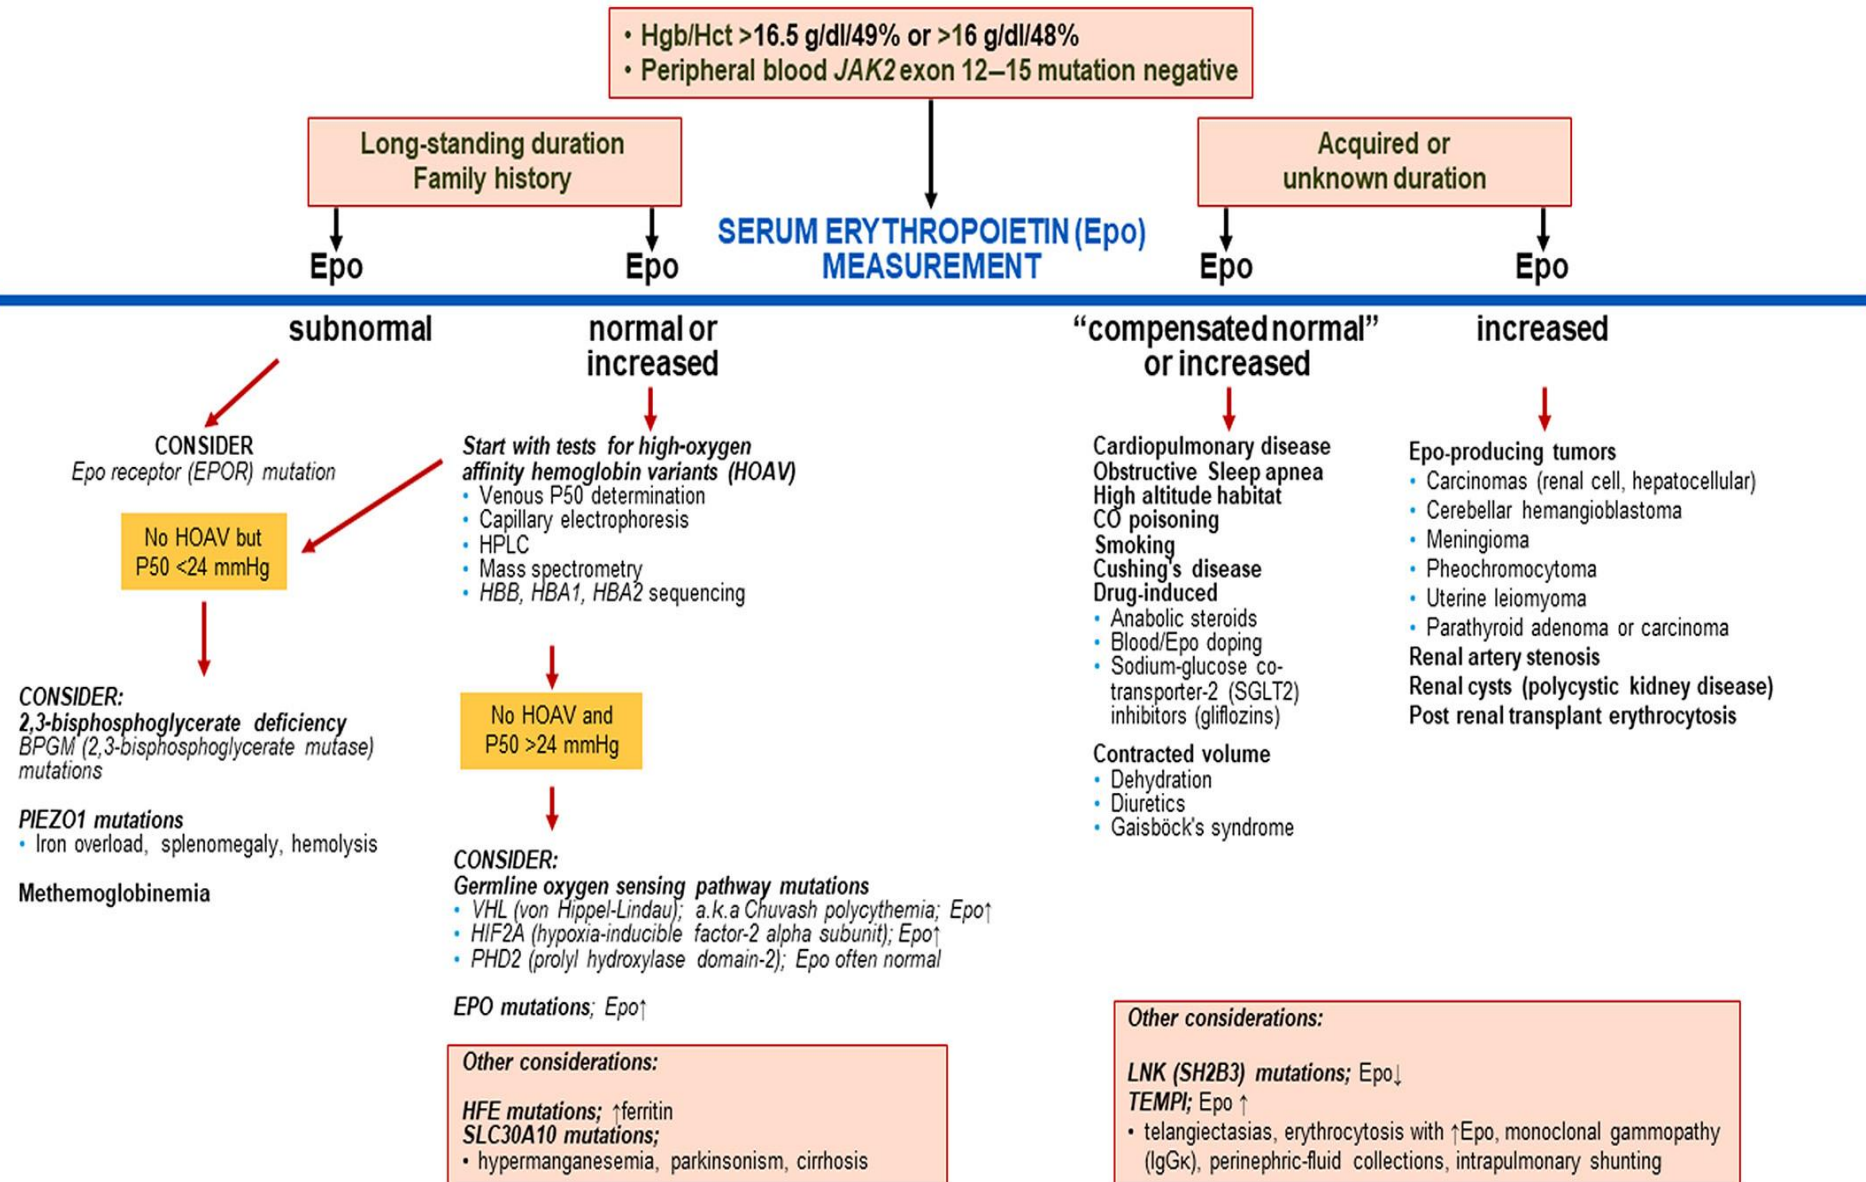 • Hgb/Hct >16.5 g/dl/49% or >16 g/dl/48%
• Peripheral blood JAK2 exon 12–15 mutation negative
Long-standing duration
Family history
Acquired or
unknown duration
SERUM ERYTHROPOIETIN (Epo)
MEASUREMENT
Epo
Epo
Epo
Epo
subnormal
normal or
increased
“compensated normal”
or increased
increased
CONSIDER
Epo receptor (EPOR) mutation
No HOAV but
P50 <24 mmHg
CONSIDER:
2,3-bisphosphoglycerate deficiency
BPGM (2,3-bisphosphoglycerate mutase)
mutations
PIEZO1 mutations
• Iron overload, splenomegaly, hemolysis
Methemoglobinemia
Start with tests for high-oxygen
affinity hemoglobin variants (HOAV)
• Venous P50 determination
• Capillary electrophoresis
• HPLC
• Mass spectrometry
• HBB, HBA1, HBA2 sequencing
No HOAV and
P50 >24 mmHg
CONSIDER:
Germline oxygen sensing pathway mutations
• VHL (von Hippel-Lindau); a.k.a Chuvash polycythemia; Epo↑
• HIF2A (hypoxia-inducible factor-2 alpha subunit); Epo↑
• PHD2 (prolyl hydroxylase domain-2); Epo often normal
EPO mutations; Epo↑
Other considerations:
HFE mutations; ↑ferritin
SLC30A10 mutations;
• hypermanganesemia, parkinsonism, cirrhosis
Cardiopulmonary disease
Obstructive Sleep apnea
High altitude habitat
CO poisoning
Smoking
Cushing's disease
Drug-induced
• Anabolic steroids
• Blood/Epo doping
• Sodium-glucose co-
transporter-2 (SGLT2)
inhibitors (gliflozins)
Contracted volume
• Dehydration
• Diuretics
• Gaisböck's syndrome
Epo-producing tumors
• Carcinomas (renal cell, hepatocellular)
• Cerebellar hemangioblastoma
• Meningioma
• Pheochromocytoma
• Uterine leiomyoma
• Parathyroid adenoma or carcinoma
Renal artery stenosis
Renal cysts (polycystic kidney disease)
Post renal transplant erythrocytosis
Other considerations:
LNK (SH2B3) mutations; Epo↓
TEMPI; Epo ↑
• telangiectasias, erythrocytosis with ↑Epo, monoclonal gammopathy
(IgGκ), perinephric-fluid collections, intrapulmonary shunting